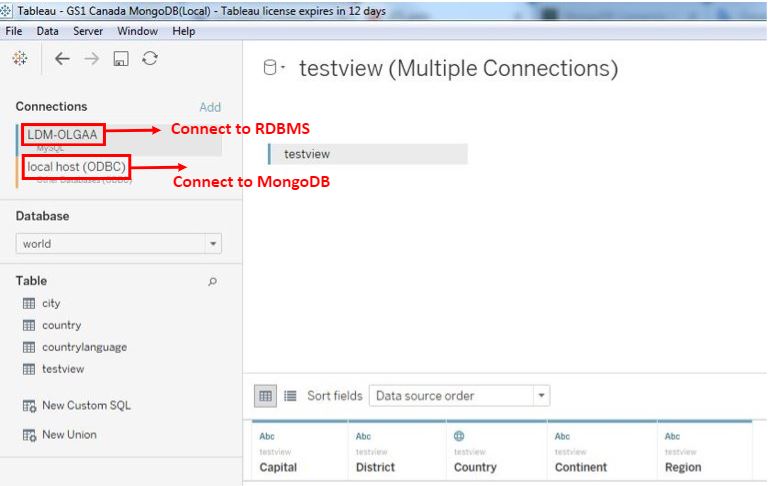 Tableau - GS1 Canada MongoDB(Local) - Tableau license expires in 12 days
File Data Server Window Help
testview (Multiple Connections)
Connections Add
LDM-OLGAA
MySQL
Connect to RDBMS
local host (ODBC)
Other Databases (ODBC)
Connect to MongoDB
testview
Database
world
Table
city
country
countrylanguage
testview
New Custom SQL
New Union
Sort fields Data source order
Abc Abc Abc Abc
testview testview testview testview testview
Capital District Country Continent Region